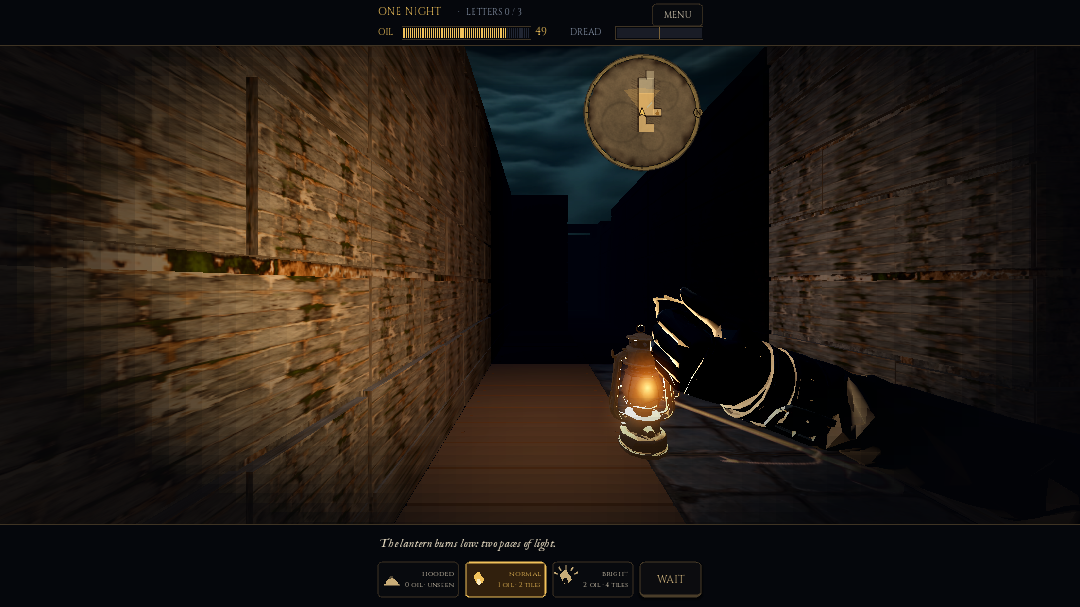 ONE NIGHT · LETTERS 0 / 3
MENU
OIL 49 DREAD
The lantern burns low: two paces of light.
HOODED
0 OIL · UNSEEN
NORMAL
1 OIL · 2 TILES
BRIGHT
2 OIL · 4 TILES
WAIT